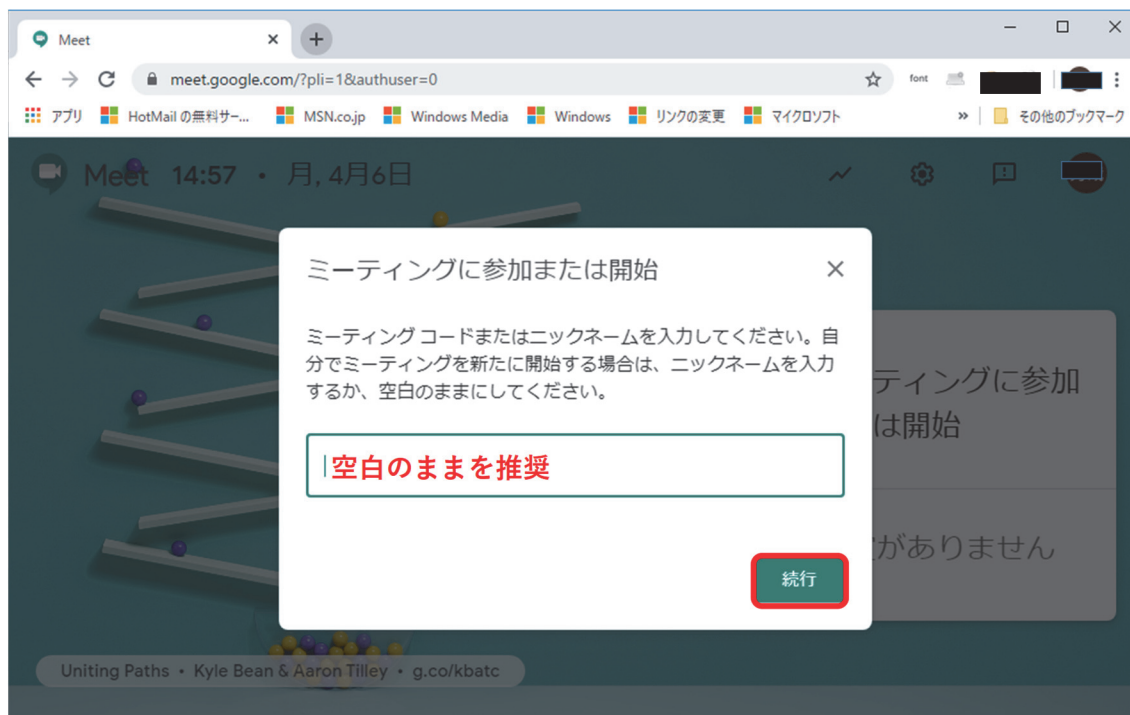 Meet
meet.google.com/?pli=1&authuser=0
font
アプリ
HotMail の無料サー...
MSN.co.jp
Windows Media
Windows
リンクの変更
マイクロソフト
»
その他のブックマーク
Meet 14:57 • 月, 4月6日
ミーティングに参加または開始
ミーティング コードまたはニックネームを入力してください。自
分でミーティングを新たに開始する場合は、ニックネームを入力
するか、空白のままにしてください。
ティングに参加
は開始
空白のままを推奨
がありません
続行
Uniting Paths • Kyle Bean & Aaron Tilley • g.co/kbatc